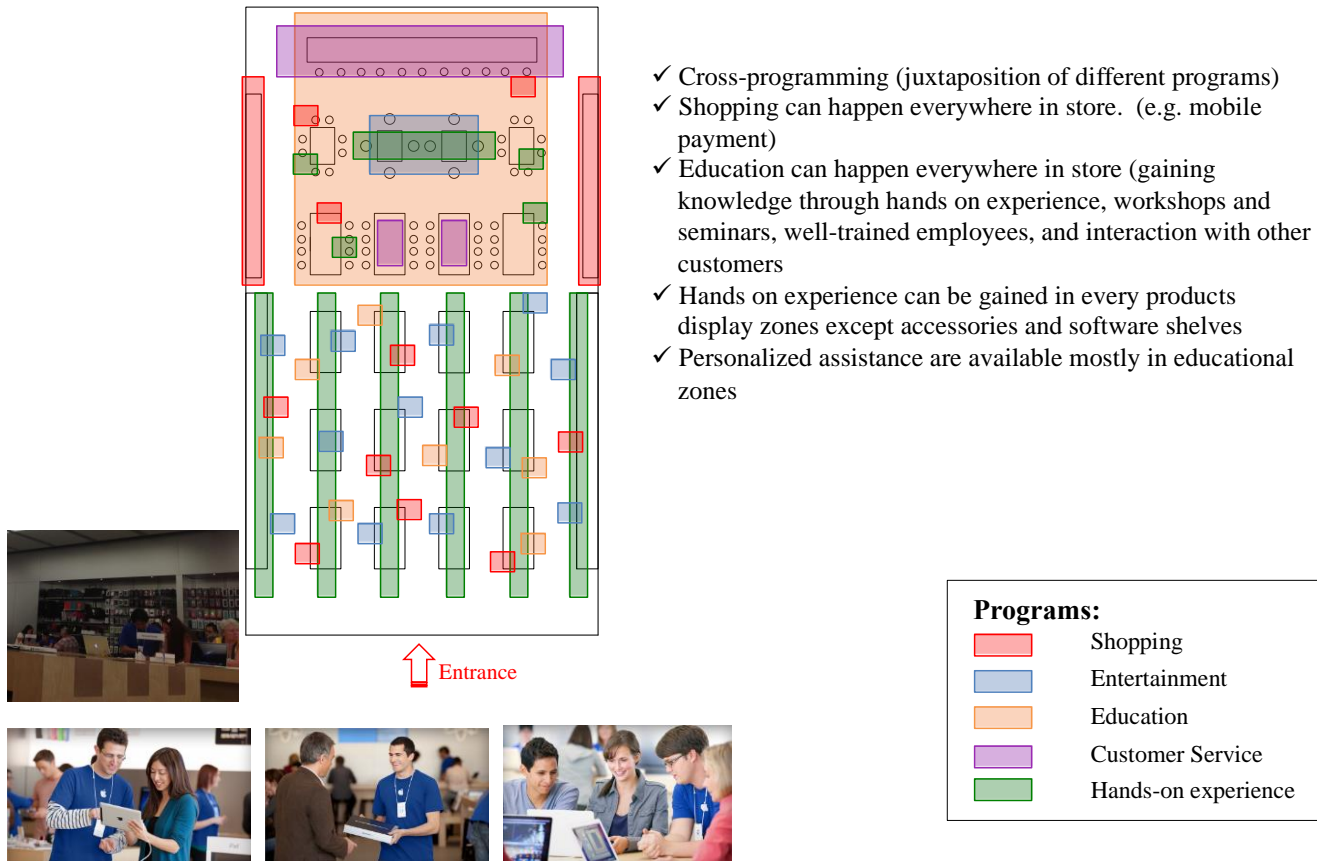 ✓ Cross-programming (juxtaposition of different programs)
✓ Shopping can happen everywhere in store. (e.g. mobile
payment)
✓ Education can happen everywhere in store (gaining
knowledge through hands on experience, workshops and
seminars, well-trained employees, and interaction with other
customers
✓ Hands on experience can be gained in every products
display zones except accessories and software shelves
✓ Personalized assistance are available mostly in educational
zones
Entrance
Programs:
Shopping
Entertainment
Education
Customer Service
Hands-on experience